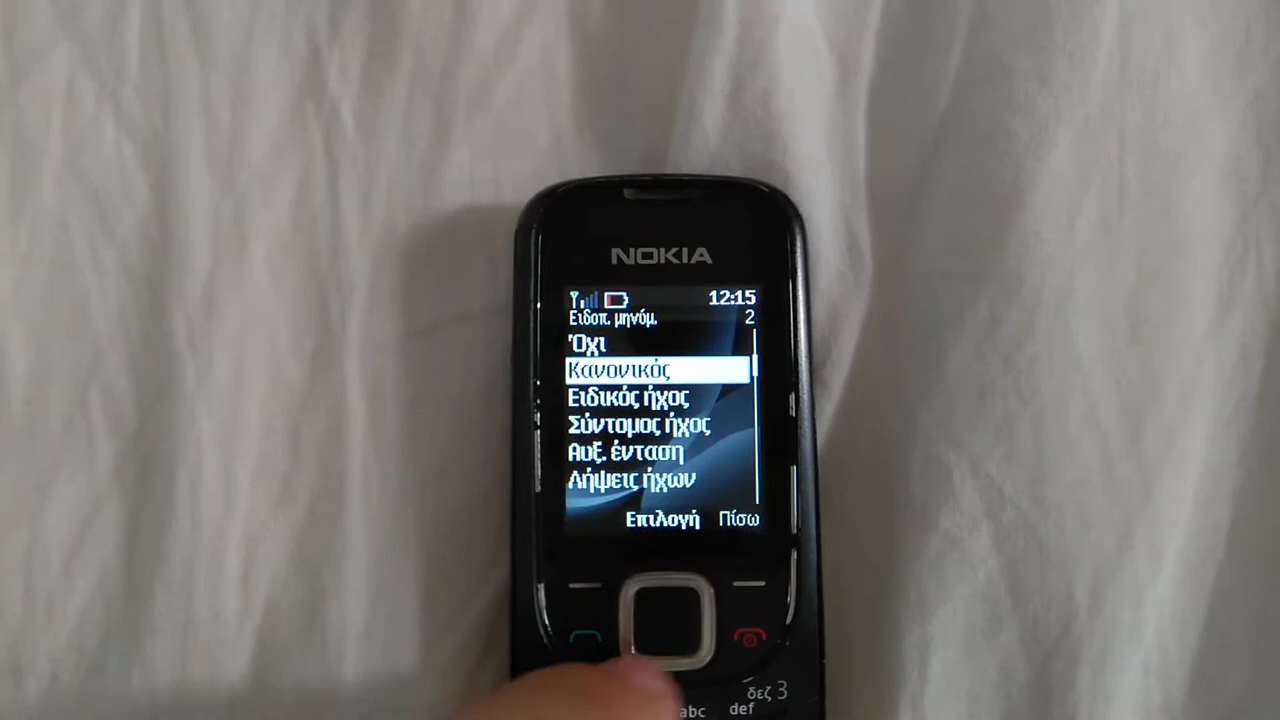 NOKIA
12:15
Ειδοπ. μηνύμ. 2
Όχι
Κανονικός
Ειδικός ήχος
Σύντομος ήχος
Αυξ. ένταση
Λήψεις ήχων
Επιλογή Πίσω
δεζ 3
abc def